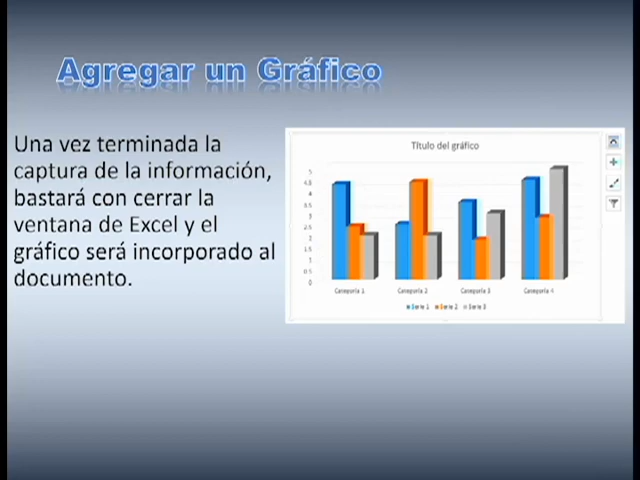 Agregar un Gráfico
Una vez terminada la
captura de la información,
bastará con cerrar la
ventana de Excel y el
gráfico será incorporado al
documento.
Título del gráfico
5
4.5
4
3.5
3
2.5
2
1.5
1
0.5
0
Categoría 1 Categoría 2 Categoría 3 Categoría 4
Serie 1 Serie 2 Serie 3